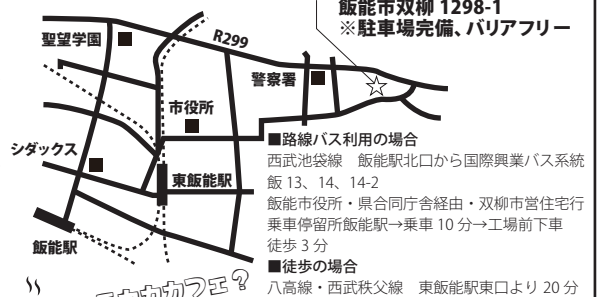 飯能市双柳 1298-1
※駐車場完備、バリアフリー
聖望学園
R299
警察署
市役所
シダックス
東飯能駅
飯能駅
■路線バス利用の場合
西武池袋線 飯能駅北口から国際興業バス系統
飯 13、14、14-2
飯能市役所・県合同庁舎経由・双柳市営住宅行
乗車停留所飯能駅→乗車 10 分→工場前下車
徒歩 3 分
■徒歩の場合
八高線・西武秩父線 東飯能駅東口より 20 分
カフェ?